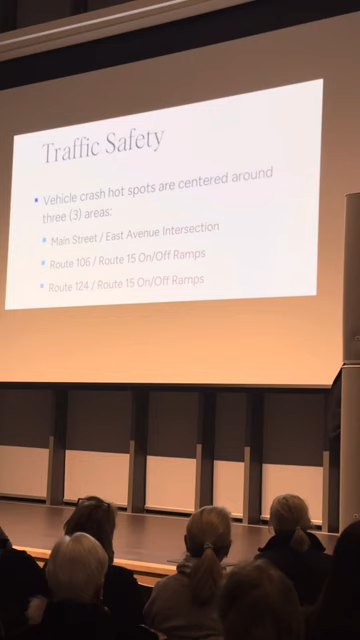 Traffic Safety
Vehicle crash hot spots are centered around
three (3) areas:
Main Street / East Avenue Intersection
Route 106 / Route 15 On/Off Ramps
Route 124 / Route 15 On/Off Ramps